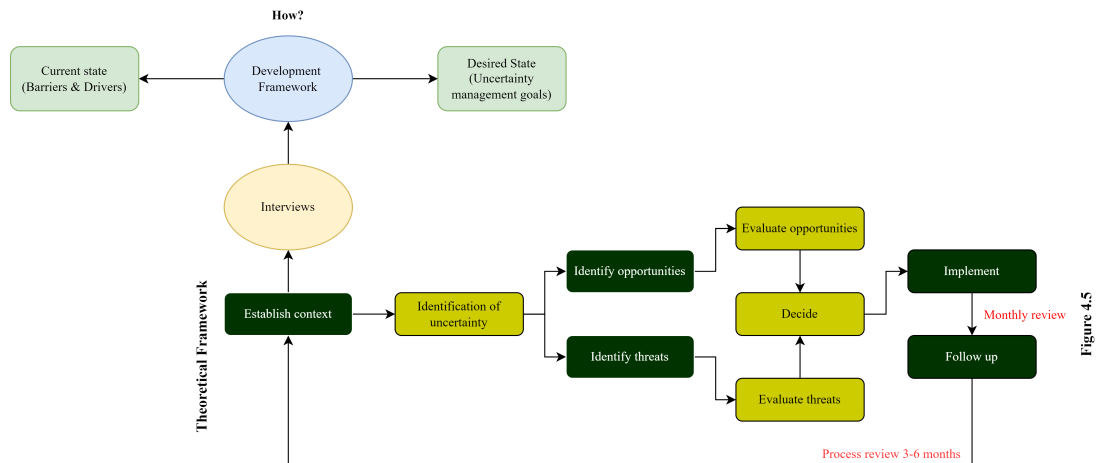 How?
Current state
(Barriers & Drivers)
Development
Framework
Desired State
(Uncertainty
management goals)
Interviews
Theoretical Framework
Establish context
Identification of
uncertainty
Identify opportunities
Identify threats
Evaluate opportunities
Decide
Evaluate threats
Implement
Monthly review
Follow up
Process review 3-6 months
Figure 4.5